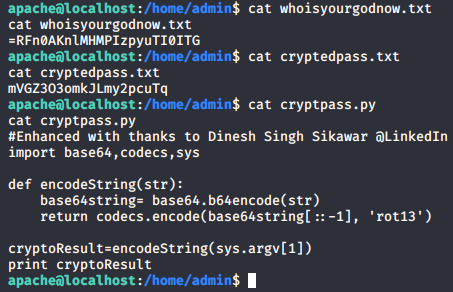 apache@localhost:/home/admin$ cat whoisyourgodnow.txt
cat whoisyourgodnow.txt
=RFn0AKnlMHMPIzpyuTI0ITG
apache@localhost:/home/admin$ cat cryptedpass.txt
cat cryptedpass.txt
mVGZ3O3omkJLmy2pcuTq
apache@localhost:/home/admin$ cat cryptpass.py
cat cryptpass.py
#Enhanced with thanks to Dinesh Singh Sikawar @LinkedIn
import base64,codecs,sys

def encodeString(str):
    base64string= base64.b64encode(str)
    return codecs.encode(base64string[::-1], 'rot13')

cryptoResult=encodeString(sys.argv[1])
print cryptoResult
apache@localhost:/home/admin$